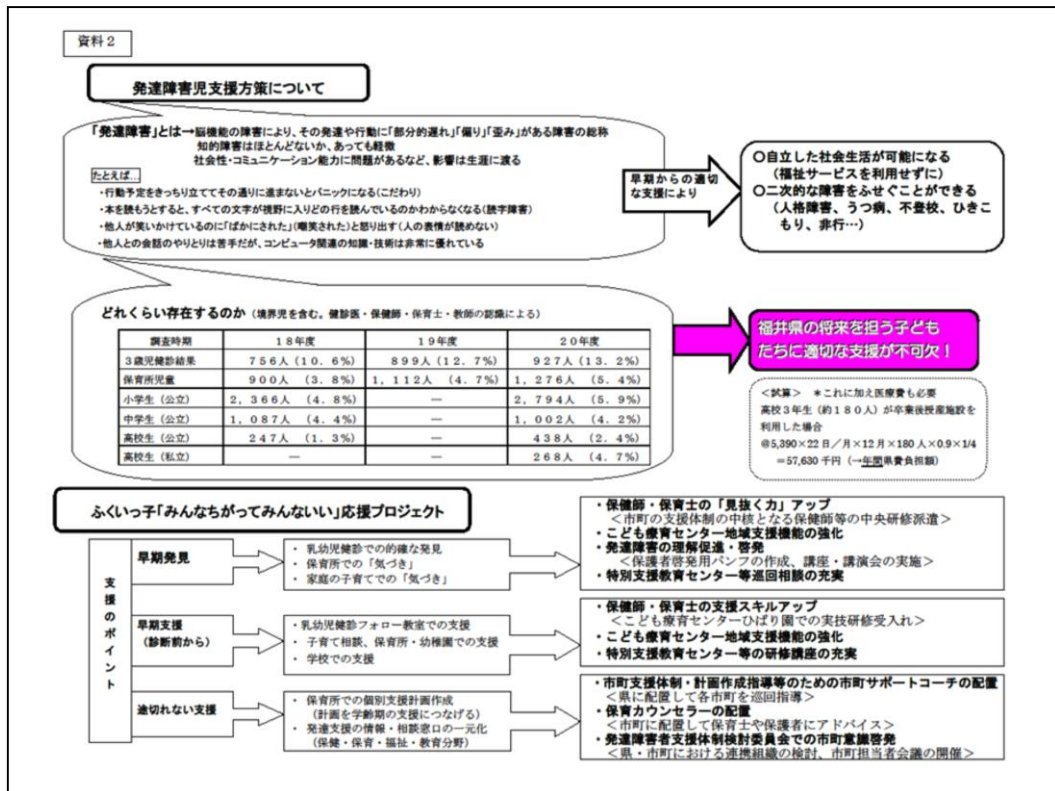 資料２
発達障害児支援方策について
「発達障害」とは→脳機能の障害により、その発達や行動に「部分的遅れ」「偏り」「歪み」がある障害の総称
知的障害はほとんどないか、あっても軽微
社会性・コミュニケーション能力に問題があるなど、影響は生涯に渡る
たとえば…
・行動予定をきっちり立ててその通りに進まないとパニックになる（こだわり）
・本を読もうとすると、すべての文字が視野に入りどの行を読んでいるのかわからなくなる（読字障害）
・他人が笑いかけているのに「ばかにされた」（嘲笑された）と怒り出す（人の表情が読めない）
・他人との会話のやりとりは苦手だが、コンピュータ関連の知識・技術は非常に優れている
早期からの適切
な支援により
○自立した社会生活が可能になる
（福祉サービスを利用せずに）
○二次的な障害をふせぐことができる
（人格障害、うつ病、不登校、ひきこ
もり、非行…）
どれくらい存在するのか（境界児を含む。健診医・保健師・保育士・教師の認識による）
調査時期 １８年度 １９年度 ２０年度
３歳児健診結果 ７５６人（１０．６％） ８９９人（１２．７％） ９２７人（１３．２％）
保育所児童 ９００人 （３．８％） １，１１２人（４．７％） １，２７６人（５．４％）
小学生（公立） ２，３６６人 （４．８％） － ２，７９４人（５．９％）
中学生（公立） １，０８７人 （４．４％） － １，００２人（４．２％）
高校生（公立） ２４７人 （１．３％） － ４３８人（２．４％）
高校生（私立） － － ２６８人（４．７％）
福井県の将来を担う子ども
たちに適切な支援が不可欠！
＜試算＞ ＊これに加え医療費も必要
高校３年生（約１８０人）が卒業後授産施設を
利用した場合
＠5,390×22日／月×12月×180人×0.9×1/4
＝57,630千円（→年間県費負担額）
ふくいっ子「みんなちがってみんないい」応援プロジェクト
支援のポイント
早期発見
・乳幼児健診での的確な発見
・保育所での「気づき」
・家庭の子育てでの「気づき」
・保健師・保育士の「見抜く力」アップ
＜市町の支援体制の中核となる保健師等の中央研修派遣＞
・こども療育センター地域支援機能の強化
・発達障害の理解促進・啓発
＜保護者啓発用パンフの作成、講座・講演会の実施＞
・特別支援教育センター等巡回相談の充実
早期支援
（診断前から）
・乳幼児健診フォロー教室での支援
・子育て相談、保育所・幼稚園での支援
・学校での支援
・保健師・保育士の支援スキルアップ
＜こども療育センターひばり園での実技研修受入れ＞
・こども療育センター地域支援機能の強化
・特別支援教育センター等の研修講座の充実
途切れない支援
・保育所での個別支援計画作成
（計画を学齢期の支援につなげる）
・発達支援の情報・相談窓口の一元化
（保健・保育・福祉・教育分野）
・市町支援体制・計画作成指導等のための市町サポートコーチの配置
＜県に配置して各市町を巡回指導＞
・保育カウンセラーの配置
＜市町に配置して保育士や保護者にアドバイス＞
・発達障害者支援体制検討委員会での市町意識啓発
＜県・市町における連携組織の検討、市町担当者会議の開催＞